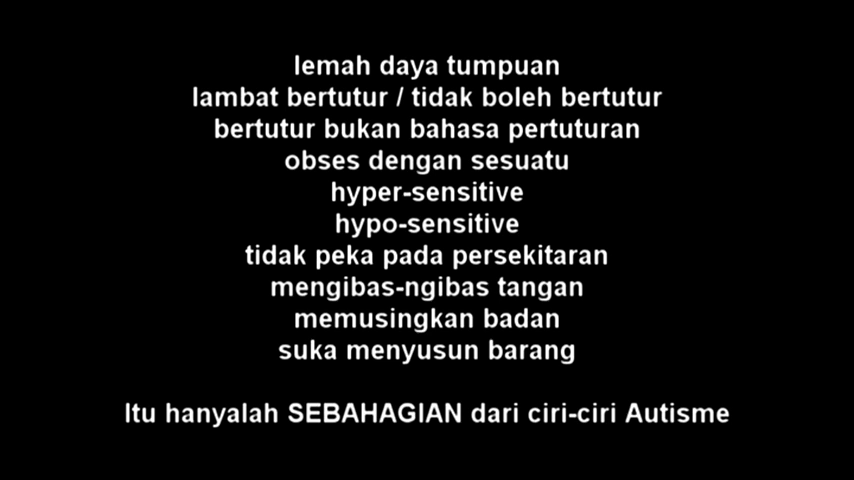 lemah daya tumpuan
lambat bertutur / tidak boleh bertutur
bertutur bukan bahasa pertuturan
obses dengan sesuatu
hyper-sensitive
hypo-sensitive
tidak peka pada persekitaran
mengibas-ngibas tangan
memusingkan badan
suka menyusun barang
Itu hanyalah SEBAHAGIAN dari ciri-ciri Autisme